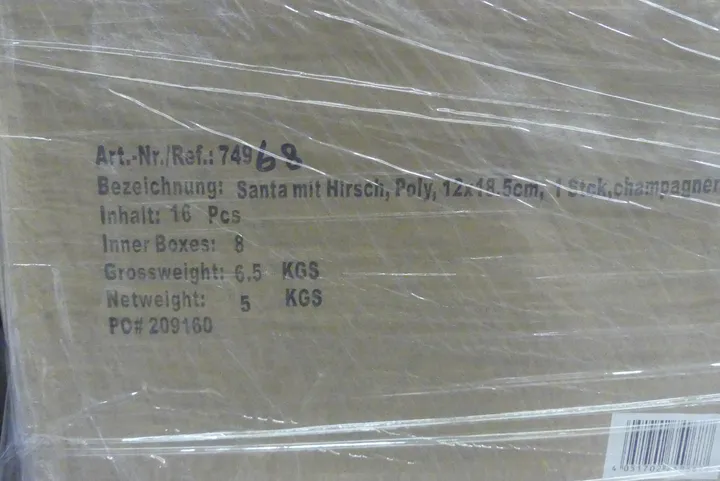 Art.-Nr./Ref.: 74968
Bezeichnung: Santa mit Hirsch, Poly, 12x18.5cm, 1 Stck,champagner
Inhalt: 16 Pcs
Inner Boxes: 8
Grossweight: 6.5 KGS
Netweight: 5 KGS
PO# 209160